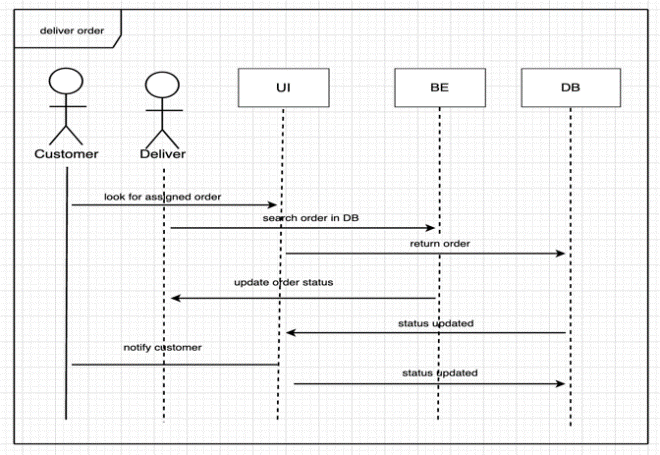 deliver order
UI
BE
DB
Customer
Deliver
look for assigned order
search order in DB
return order
update order status
status updated
notify customer
status updated